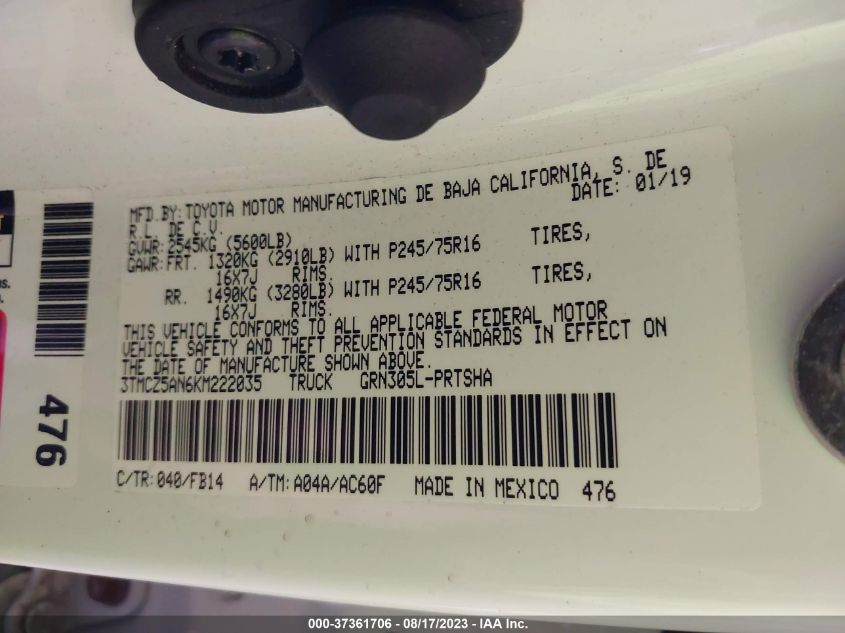 MFD.BY:TOYOTA MOTOR MANUFACTURING DE BAJA CALIFORNIA, S. DE
R.L. DE C.V. DATE: 01/19
GVWR:2545KG (5600LB)
GAWR:FRT. 1320KG (2910LB) WITH P245/75R16 TIRES,
16X7J RIMS.
RR. 1490KG (3280LB) WITH P245/75R16 TIRES,
16X7J RIMS.
THIS VEHICLE CONFORMS TO ALL APPLICABLE FEDERAL MOTOR
VEHICLE SAFETY AND THEFT PREVENTION STANDARDS IN EFFECT ON
THE DATE OF MANUFACTURE SHOWN ABOVE.
3TMCZ5AN6KM222035 TRUCK GRN305L-PRTSHA
C/TR:040/FB14 A/TM:A04A/AC60F MADE IN MEXICO 476
476
000-37361706 - 08/17/2023 - IAA Inc.